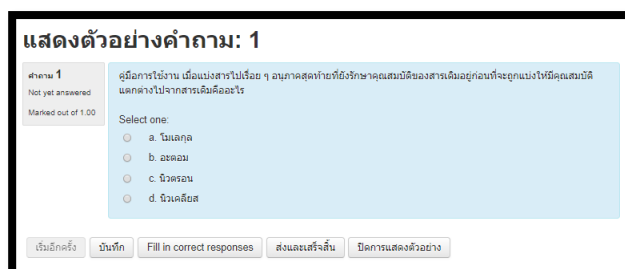 แสดงตัวอย่างคำถาม: 1
คำถาม 1
Not yet answered
Marked out of 1.00
คู่มือการใช้งาน เมื่อแบ่งสารไปเรื่อย ๆ อนุภาคสุดท้ายที่ยังรักษาคุณสมบัติของสารเดิมอยู่ก่อนที่จะถูกแบ่งให้มีคุณสมบัติ
แตกต่างไปจากสารเดิมคืออะไร
Select one:
a. โมเลกุล
b. อะตอม
c. นิวตรอน
d. นิวเคลียส
เริ่มอีกครั้ง บันทึก Fill in correct responses ส่งและเสร็จสิ้น ปิดการแสดงตัวอย่าง